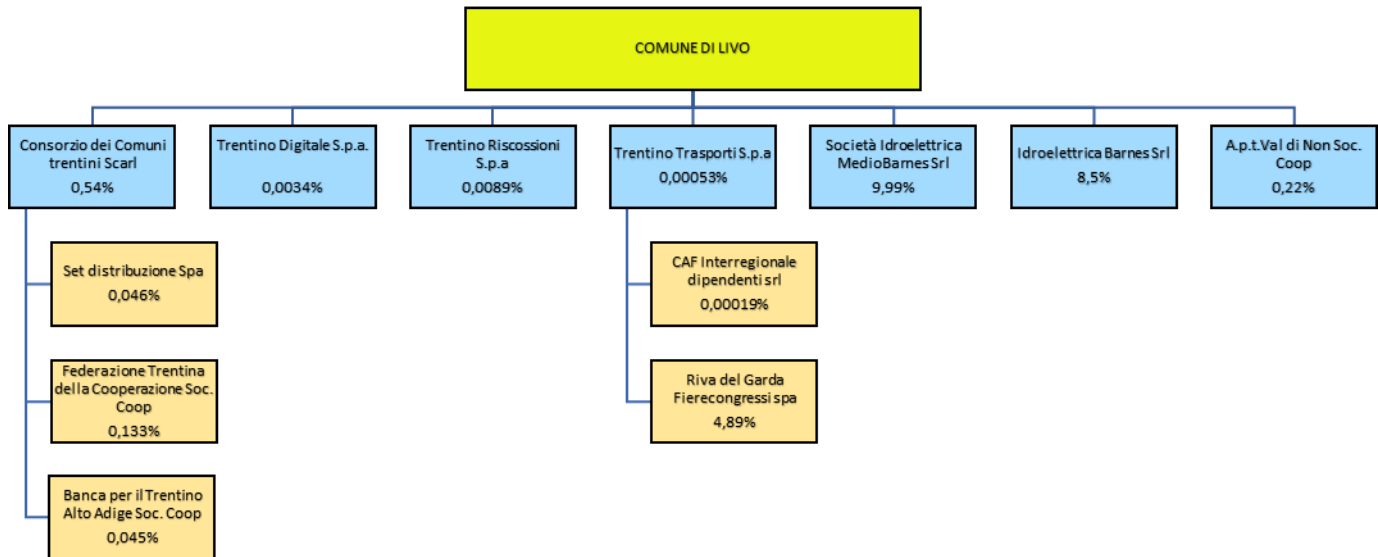 COMUNE DI LIVO
Consorzio dei Comuni
trentini Scarl
0,54%
Trentino Digitale S.p.a.
0,0034%
Trentino Riscossioni
S.p.a
0,0089%
Trentino Trasporti S.p.a
0,00053%
Società Idroelettrica
MedioBarnes Srl
9,99%
Idroelettrica Barnes Srl
8,5%
A.p.t.Val di Non Soc.
Coop
0,22%
Set distribuzione Spa
0,046%
Federazione Trentina
della Cooperazione Soc.
Coop
0,133%
Banca per il Trentino
Alto Adige Soc. Coop
0,045%
CAF Interregionale
dipendenti srl
0,00019%
Riva del Garda
Fierecongressi spa
4,89%